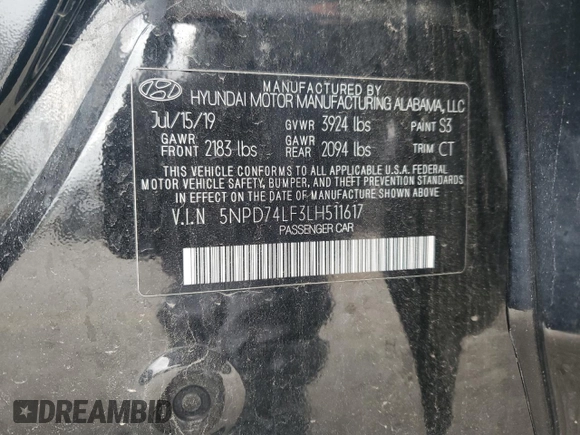 MANUFACTURED BY
HYUNDAI MOTOR MANUFACTURING ALABAMA, LLC
Jul/15/19 GVWR 3924 lbs PAINT S3
GAWR FRONT 2183 lbs GAWR REAR 2094 lbs TRIM CT
THIS VEHICLE CONFORMS TO ALL APPLICABLE U.S.A. FEDERAL
MOTOR VEHICLE SAFETY, BUMPER, AND THEFT PREVENTION STANDARDS
IN EFFECT ON THE DATE OF MANUFACTURE SHOWN ABOVE.
V.I.N 5NPD74LF3LH511617
PASSENGER CAR
DREAMBID